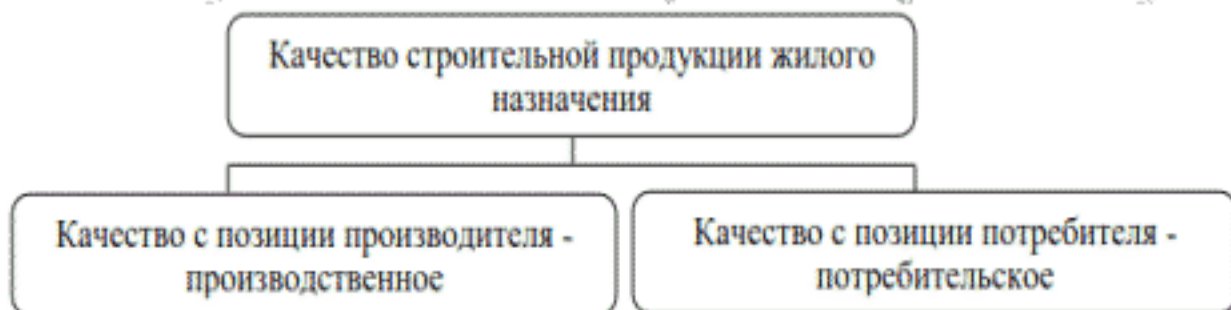 Качество строительной продукции жилого
назначения
Качество с позиции производителя -
производственное
Качество с позиции потребителя -
потребительское